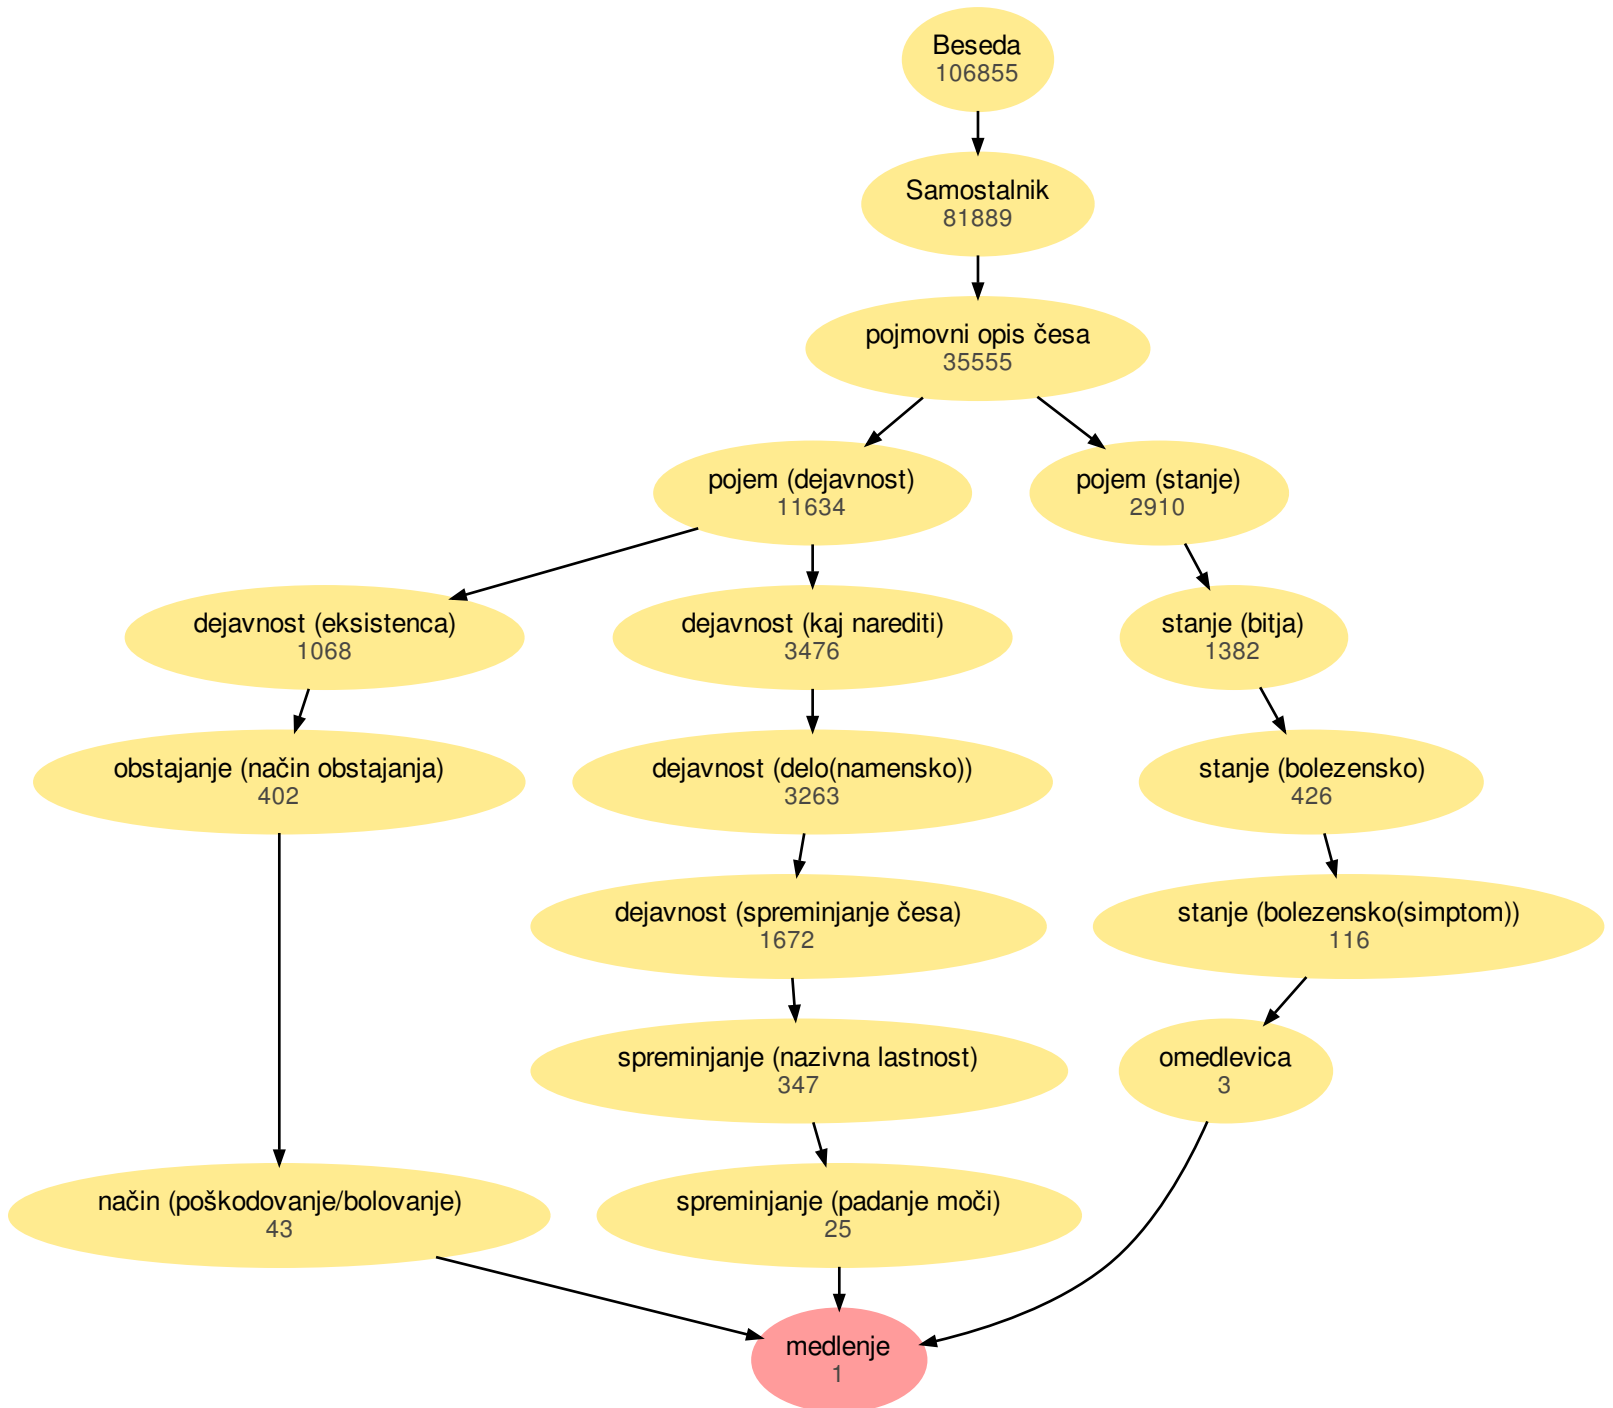 Beseda
106855
Samostalnik
81889
pojmovni opis česa
35555
pojem (dejavnost)
11634
pojem (stanje)
2910
dejavnost (eksistenca)
1068
dejavnost (kaj narediti)
3476
stanje (bitja)
1382
obstajanje (način obstajanja)
402
dejavnost (delo(namensko))
3263
stanje (bolezensko)
426
dejavnost (spreminjanje česa)
1672
stanje (bolezensko(simptom))
116
spreminjanje (nazivna lastnost)
347
omedlevica
3
način (poškodovanje/bolovanje)
43
spreminjanje (padanje moči)
25
medlenje
1